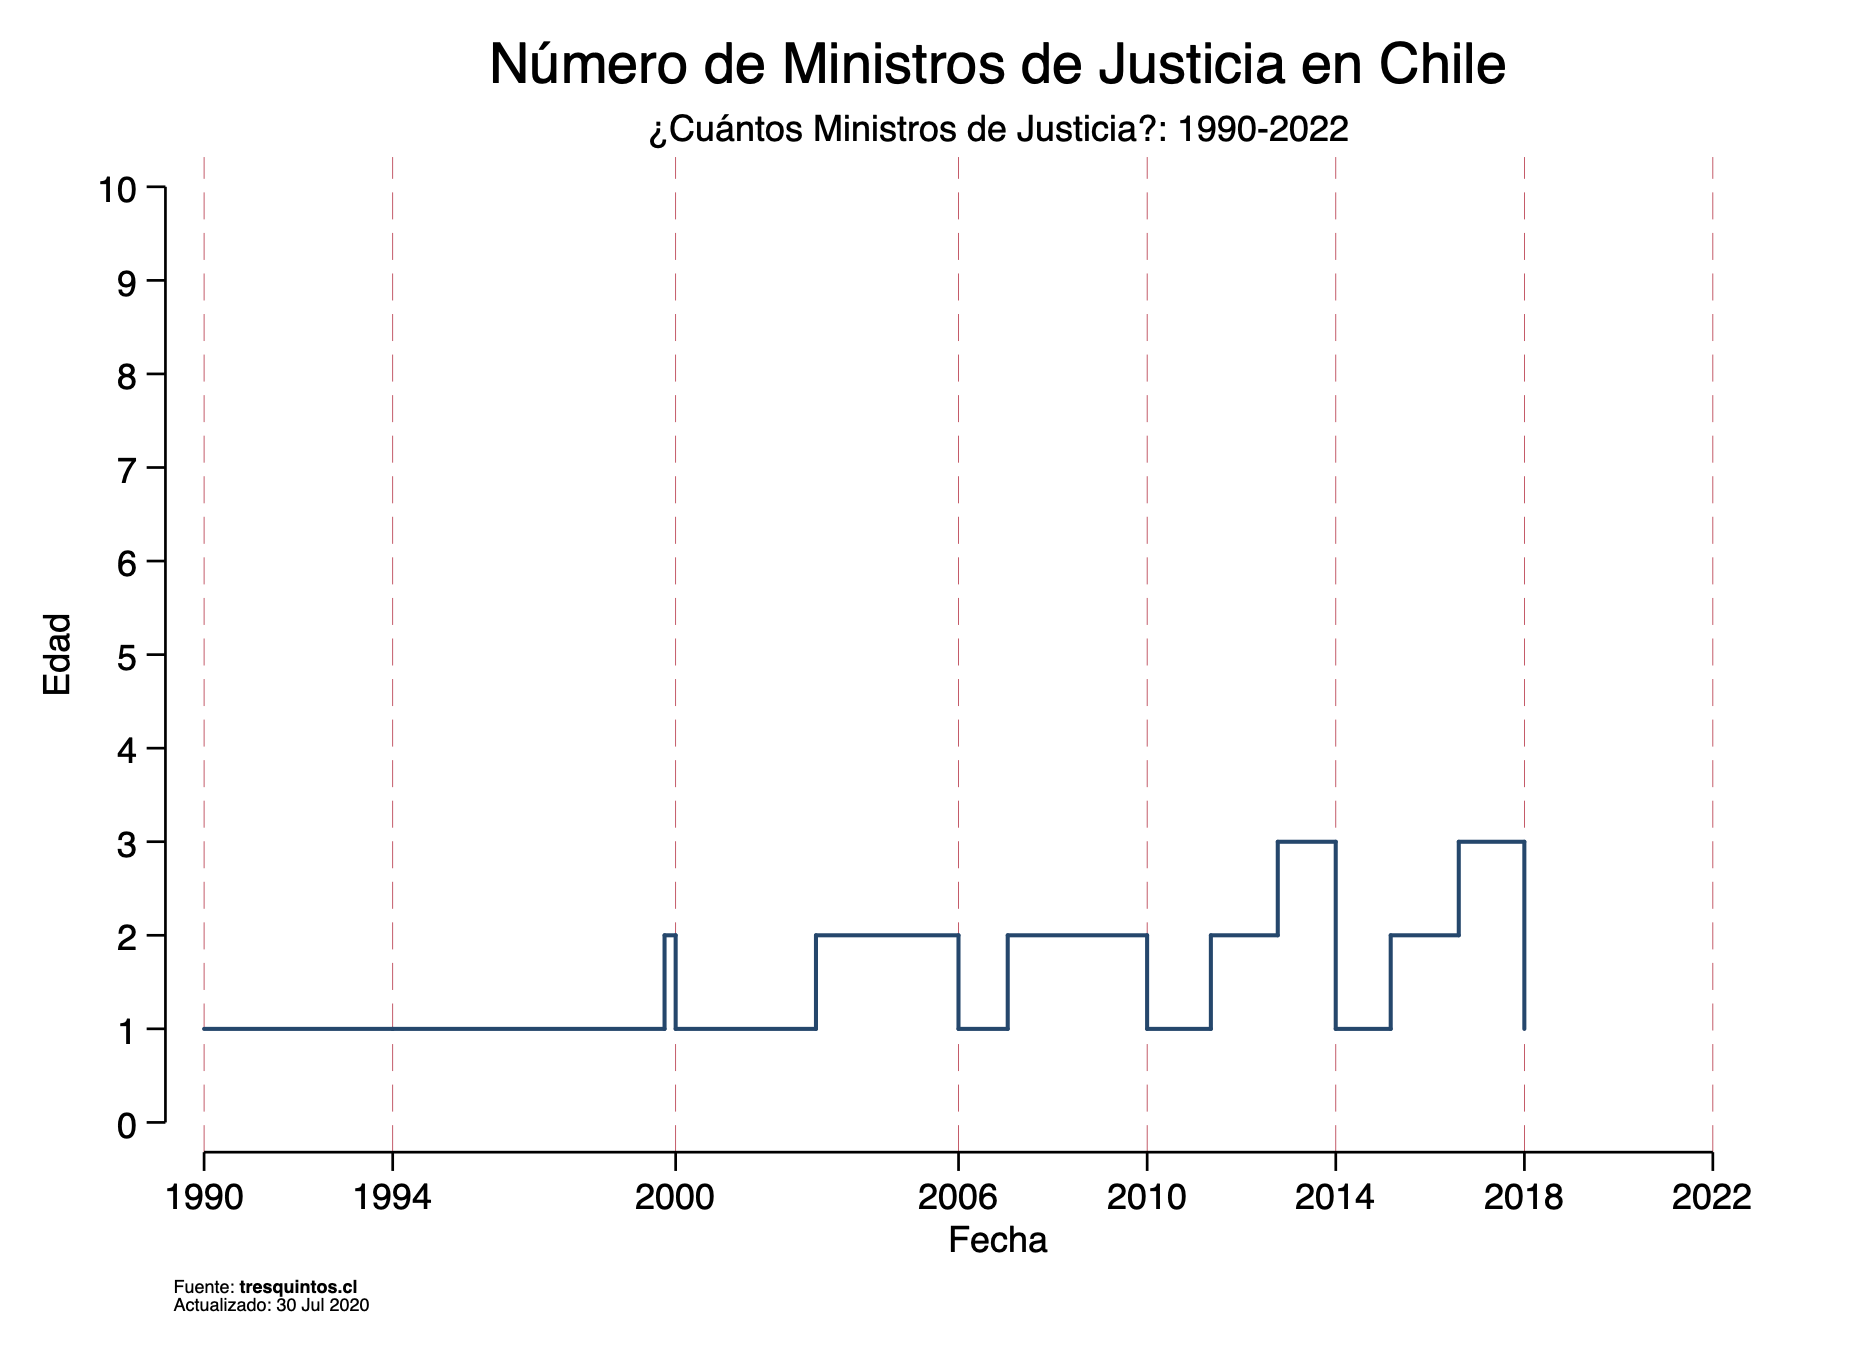 Número de Ministros de Justicia en Chile
¿Cuántos Ministros de Justicia?: 1990-2022
10
9
8
7
6
5
4
3
2
1
0
Edad
1990 1994 2000 2006 2010 2014 2018 2022
Fecha
Fuente: tresquintos.cl
Actualizado: 30 Jul 2020